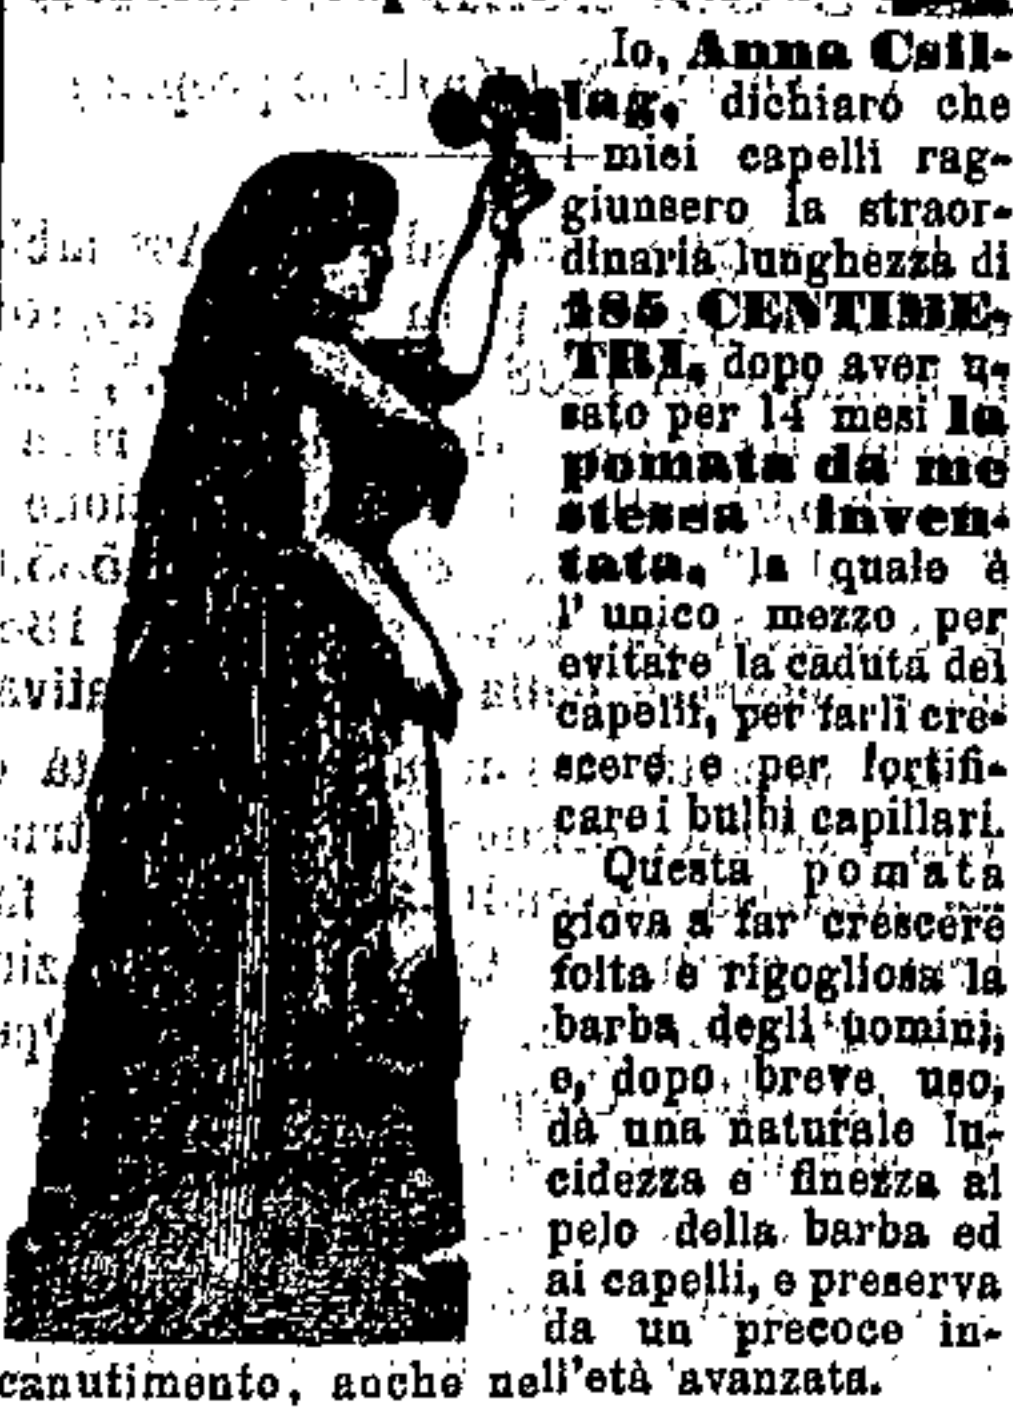 Io, Anna Csil-
lag, dichiaro che
i miei capelli rag-
giunsero la straor-
dinaria lunghezza di
185 CENTIME-
TRI, dopo aver u-
sato per 14 mesi la
pomata da me
stessa inven-
tata, la quale è
l'unico mezzo per
evitare la caduta dei
capelli, per farli cre-
scere e per fortifi-
care i bulbi capillari.
Questa pomata
giova a far crescere
folta e rigogliosa la
barba degli uomini,
e, dopo breve uso,
dà una naturale lu-
cidezza e finezza al
pelo della barba ed
ai capelli, e preserva
da un precoce in-
canutimento, anche nell'età avanzata.